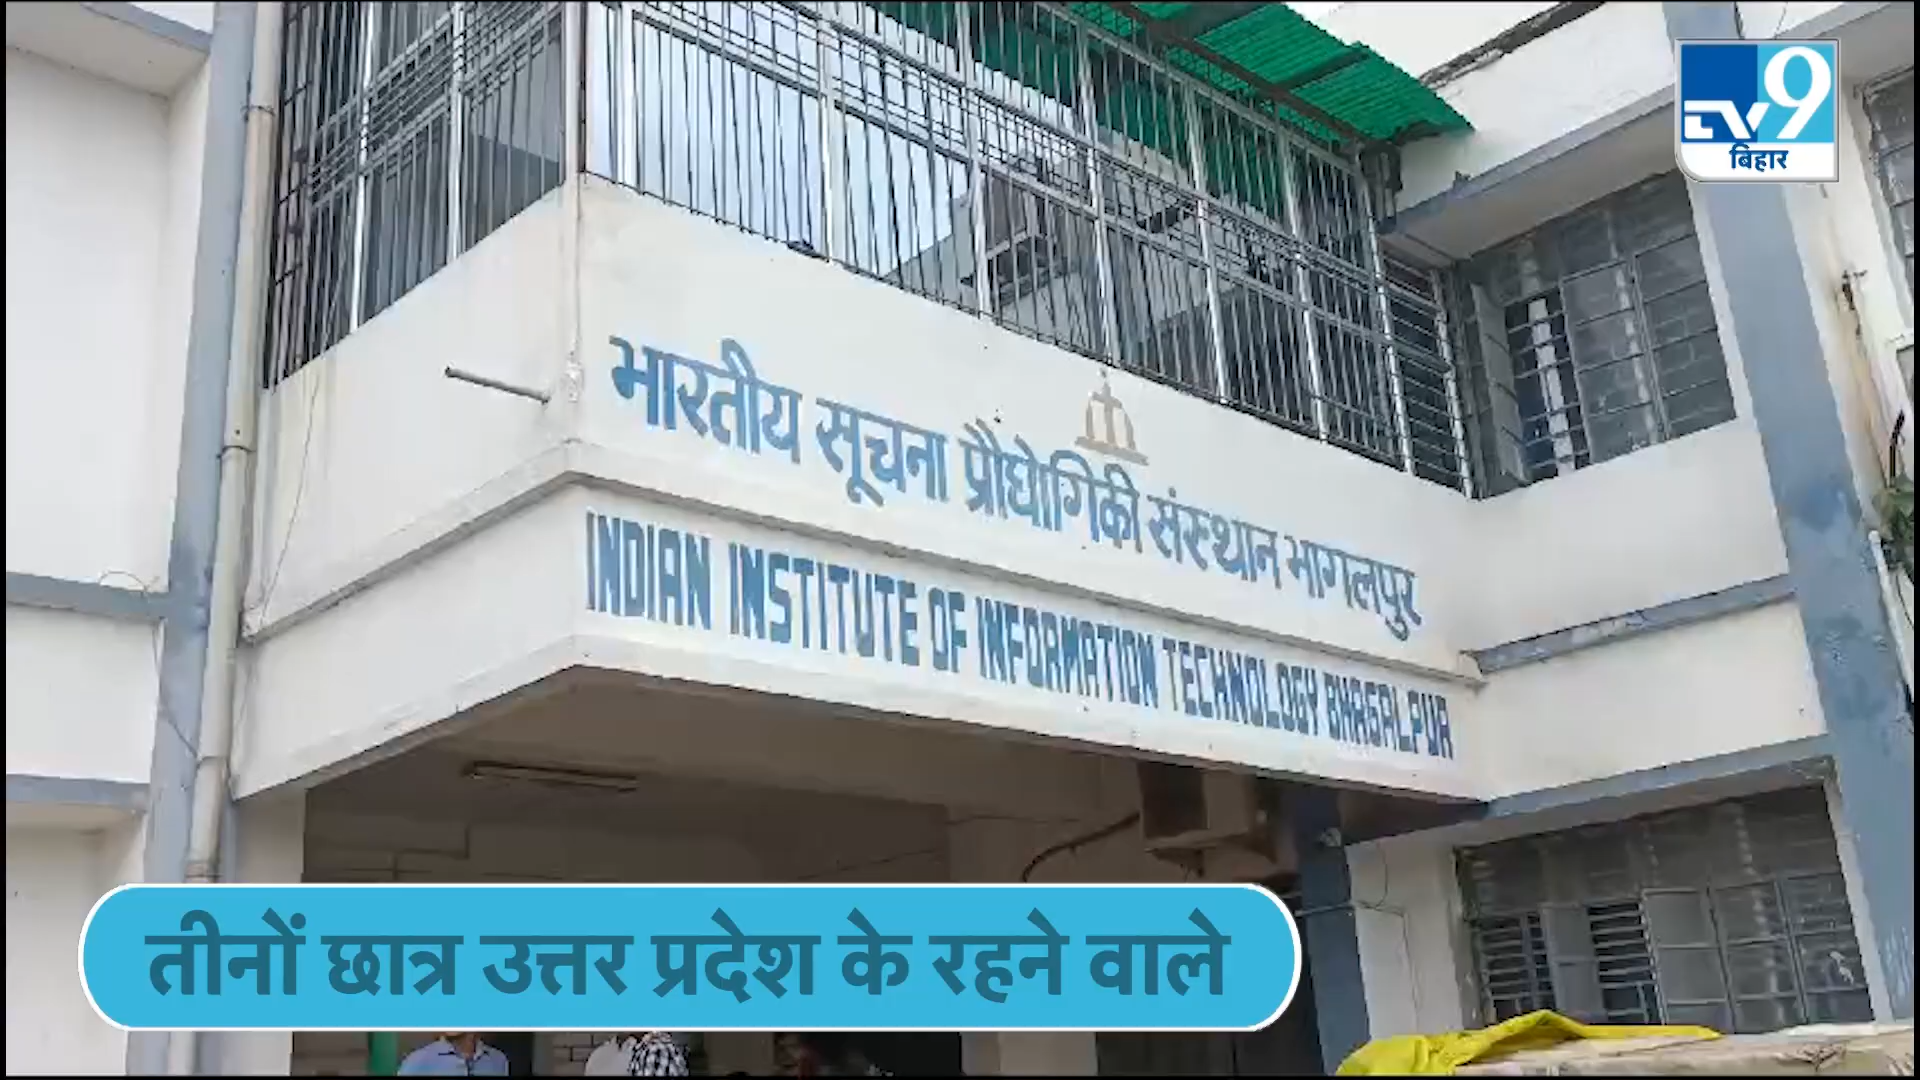 TV9
बिहार
भारतीय सूचना प्रौद्योगिकी संस्थान भागलपुर
INDIAN INSTITUTE OF INFORMATION TECHNOLOGY BHAGALPUR
तीनों छात्र उत्तर प्रदेश के रहने वाले